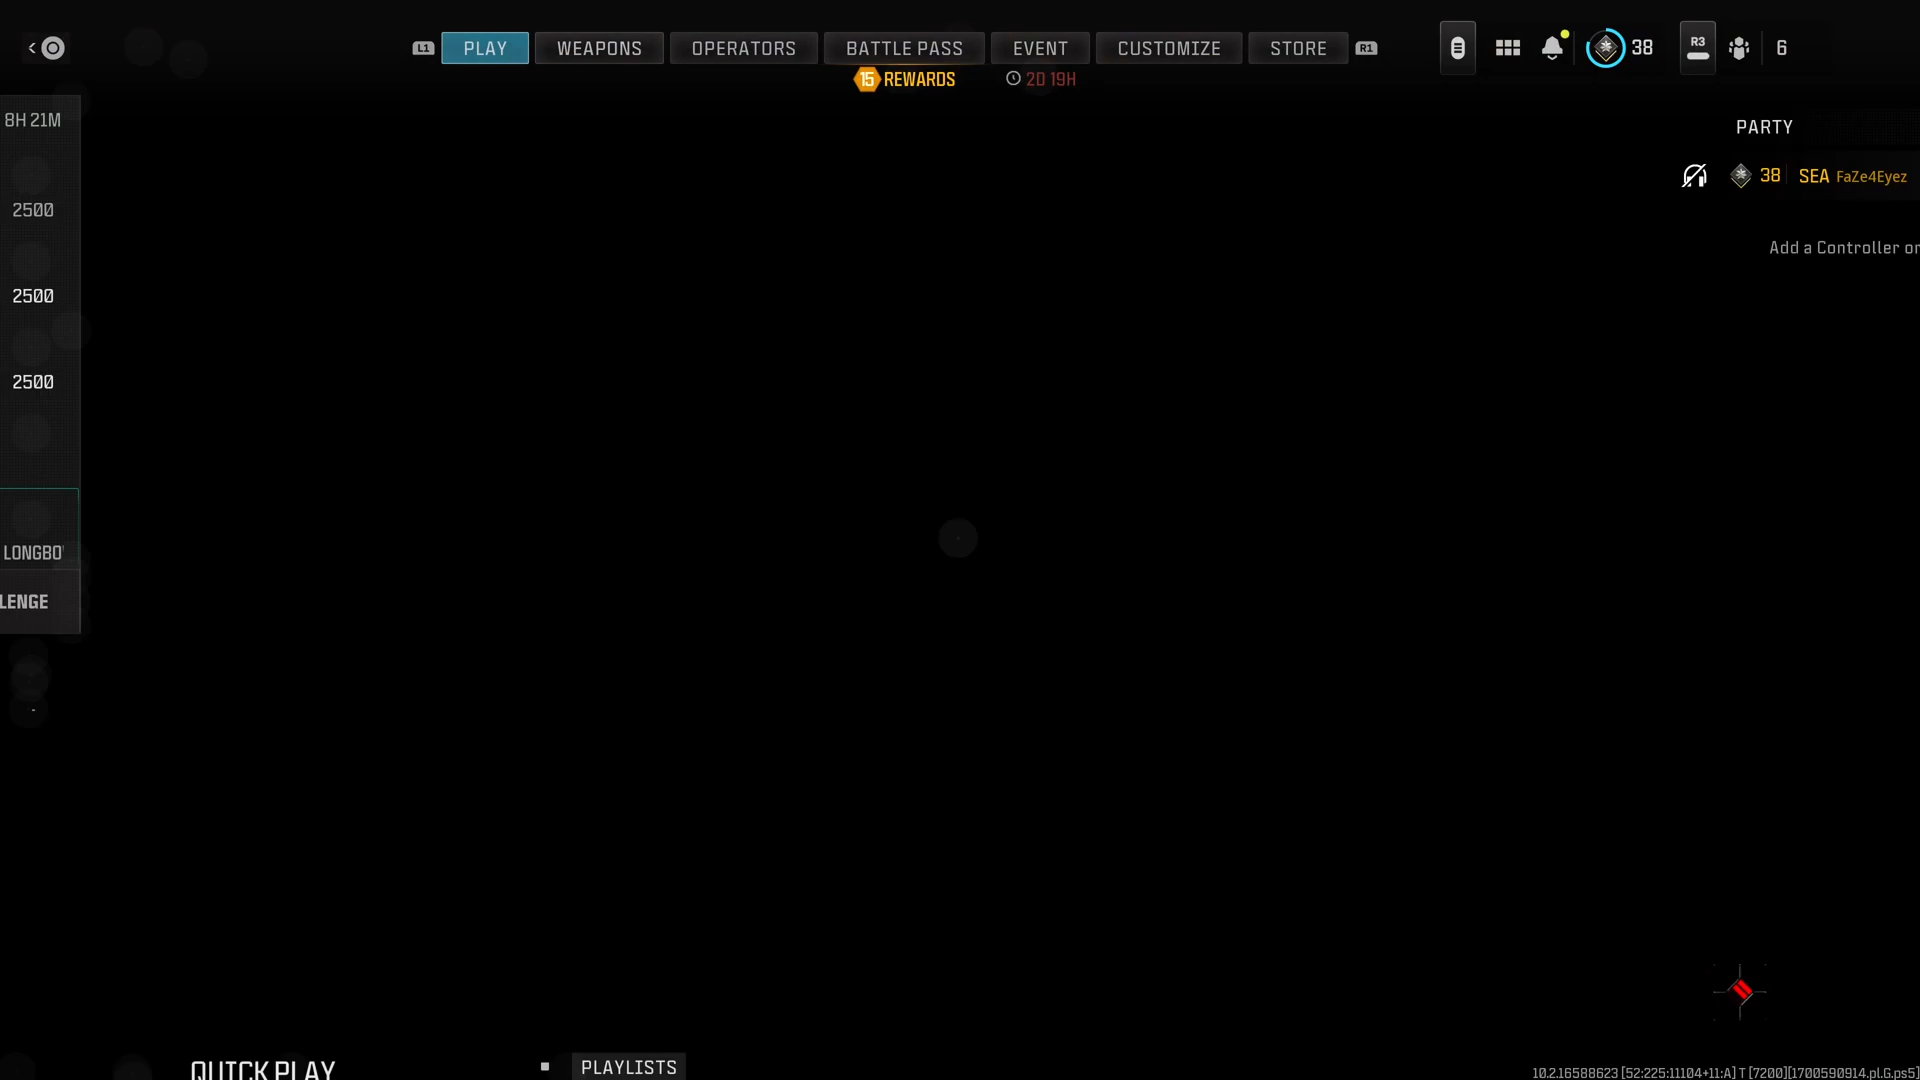 L1 PLAY WEAPONS OPERATORS BATTLE PASS EVENT CUSTOMIZE STORE R1 38 R3 6
15 REWARDS 2D 19H
8H 21M
PARTY
38 SEA FaZe4Eyez
2500
Add a Controller or
2500
2500
LONGBO
LENGE
QUICK PLAY
PLAYLISTS
10.2.16588623 [52:225:11104+11:A] T [7200][1700590914.pl.G.ps5]